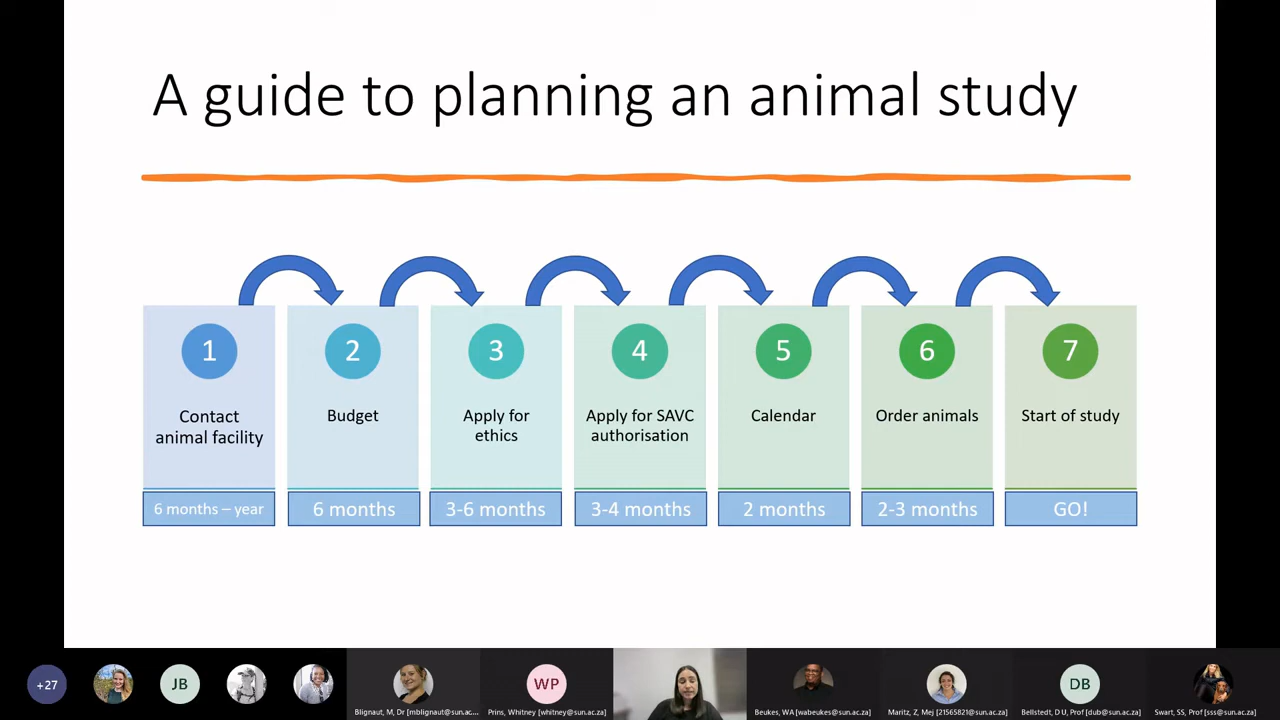 A guide to planning an animal study
1
2
3
4
5
6
7
Contact
animal facility
Budget
Apply for
ethics
Apply for SAVC
authorisation
Calendar
Order animals
Start of study
6 months – year
6 months
3-6 months
3-4 months
2 months
2-3 months
GO!
+27
JB
WP
DB
Blignaut, M, Dr [mblignaut@sun.ac....
Prins, Whitney [whitney@sun.ac.za]
Beukes, WA [wabeukes@sun.ac.za]
Maritz, Z, Mej [21565821@sun.ac.za]
Bellstedt, D U, Prof [dub@sun.ac.za]
Swart, SS, Prof [sss@sun.ac.za]